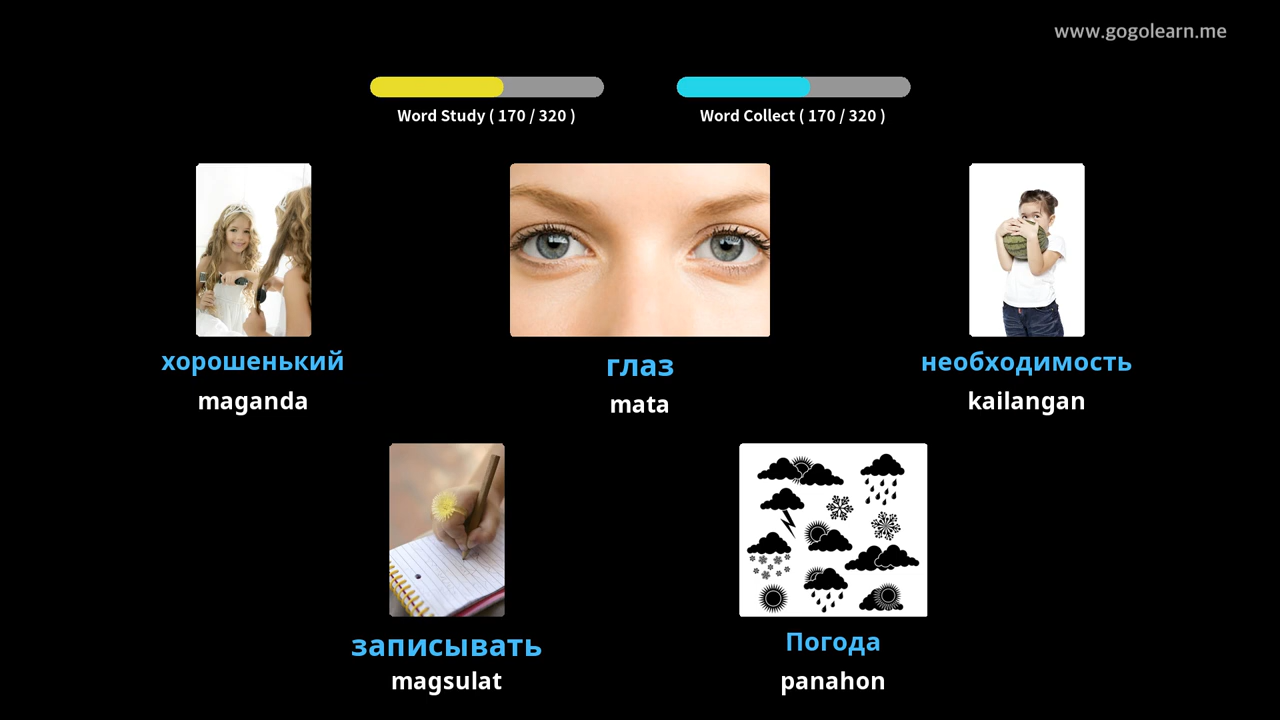 www.gogolearn.me
Word Study ( 170 / 320 )
Word Collect ( 170 / 320 )
хорошенький
maganda
глаз
mata
необходимость
kailangan
записывать
magsulat
Погода
panahon